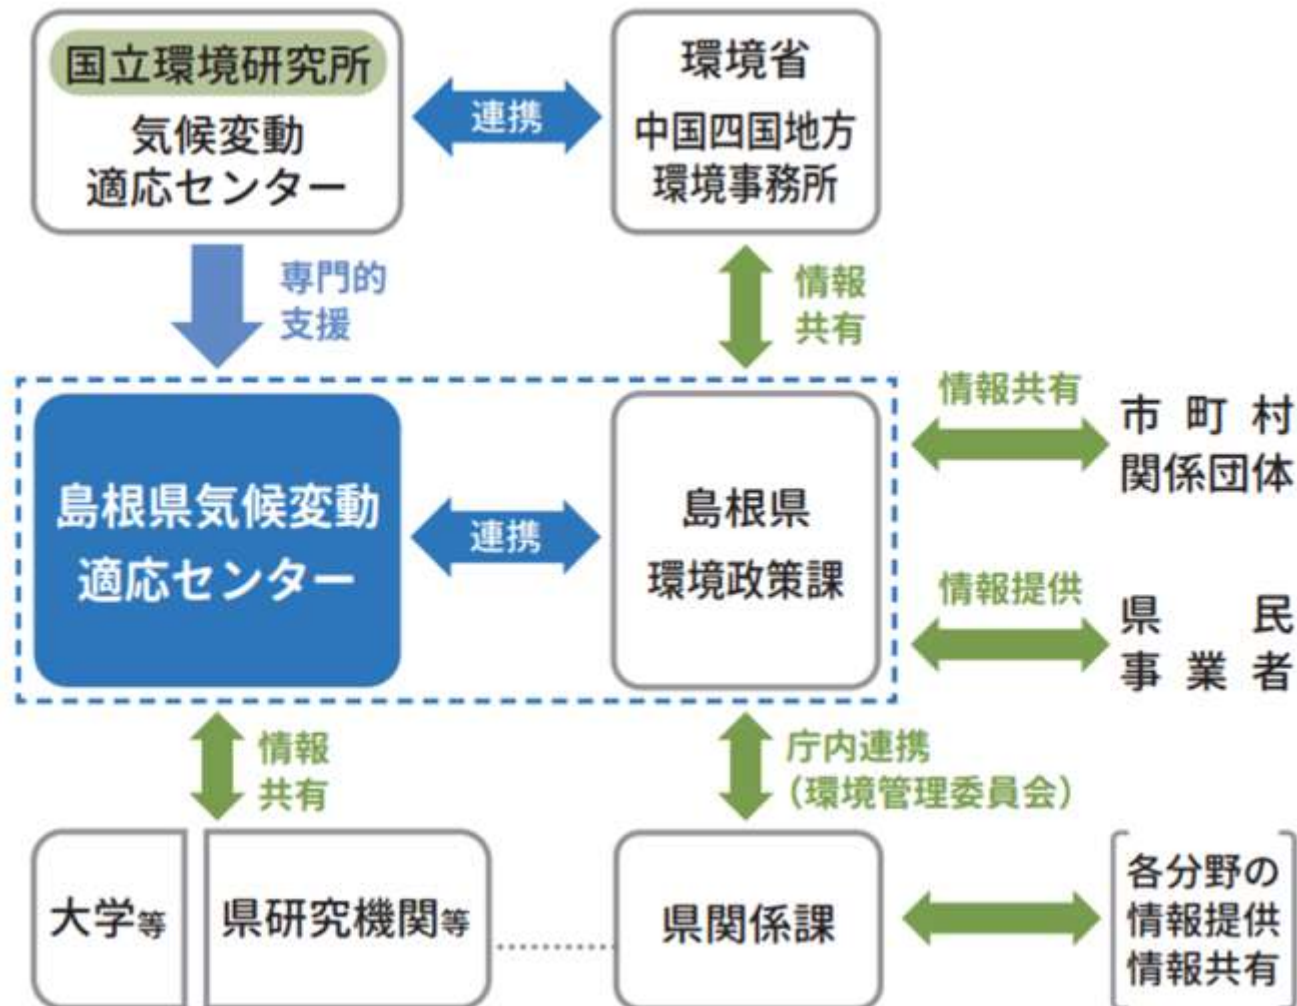 国立環境研究所
気候変動
適応センター
連携
環境省
中国四国地方
環境事務所
専門的
支援
情報
共有
島根県気候変動
適応センター
連携
島根県
環境政策課
情報共有
市町村
関係団体
情報提供
県民
事業者
情報
共有
庁内連携
（環境管理委員会）
大学等
県研究機関等
県関係課
各分野の
情報提供
情報共有